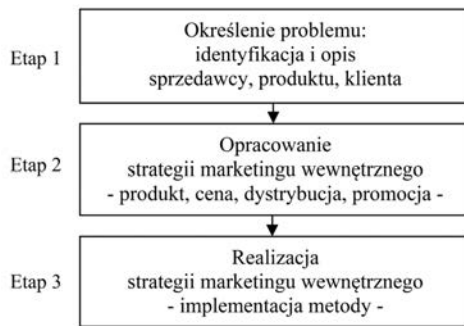 Etap 1
Określenie problemu:
identyfikacja i opis
sprzedawcy, produktu, klienta
Etap 2
Opracowanie
strategii marketingu wewnętrznego
- produkt, cena, dystrybucja, promocja -
Etap 3
Realizacja
strategii marketingu wewnętrznego
- implementacja metody -